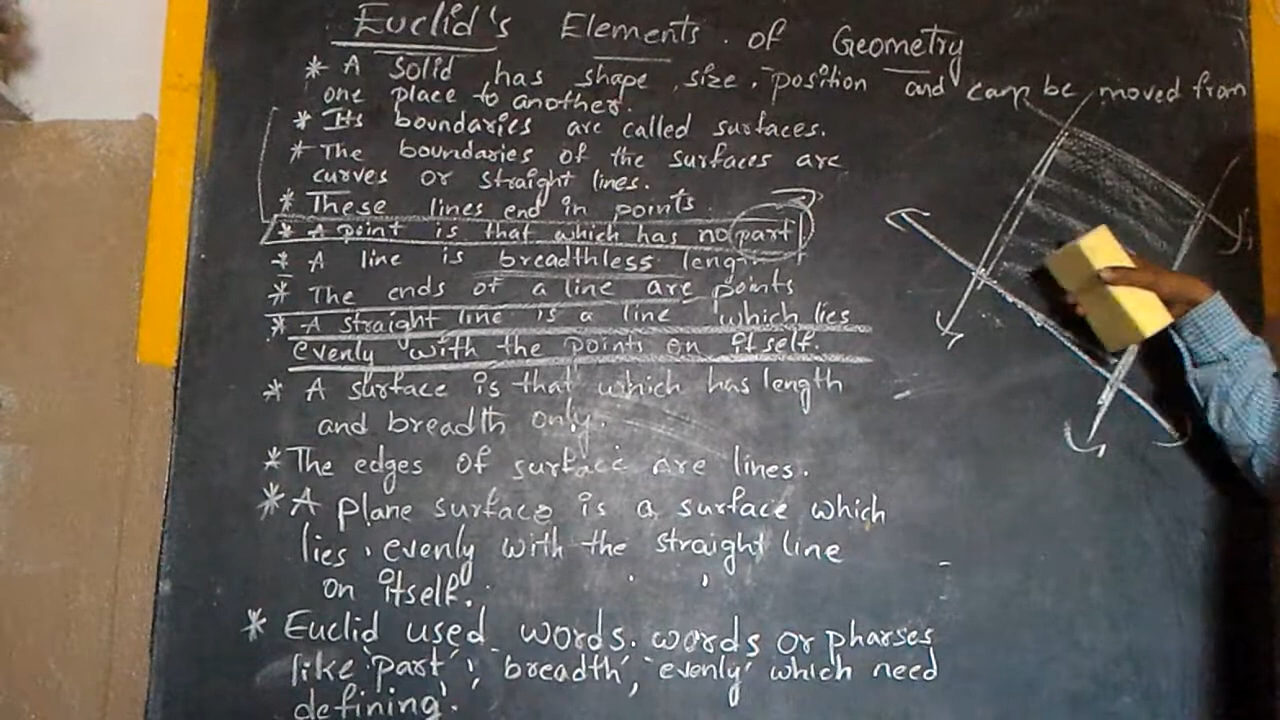 Euclid's Elements of Geometry
* A solid has shape, size, position and can be moved from
one place to another.
* Its boundaries are called surfaces.
* The boundaries of the surfaces are
curves or straight lines.
* These lines end in points.
* A point is that which has no part
* A line is breadthless
* The ends of a line are points
* A straight line is a line which lies
evenly with the points on itself.
* A surface is that which has length
and breadth only.
* The edges of surface are lines.
* A plane surface is a surface which
lies evenly with the straight line
on itself.
* Euclid used words. words or pharses
like 'part', 'breadth', 'evenly' which need
defining'.